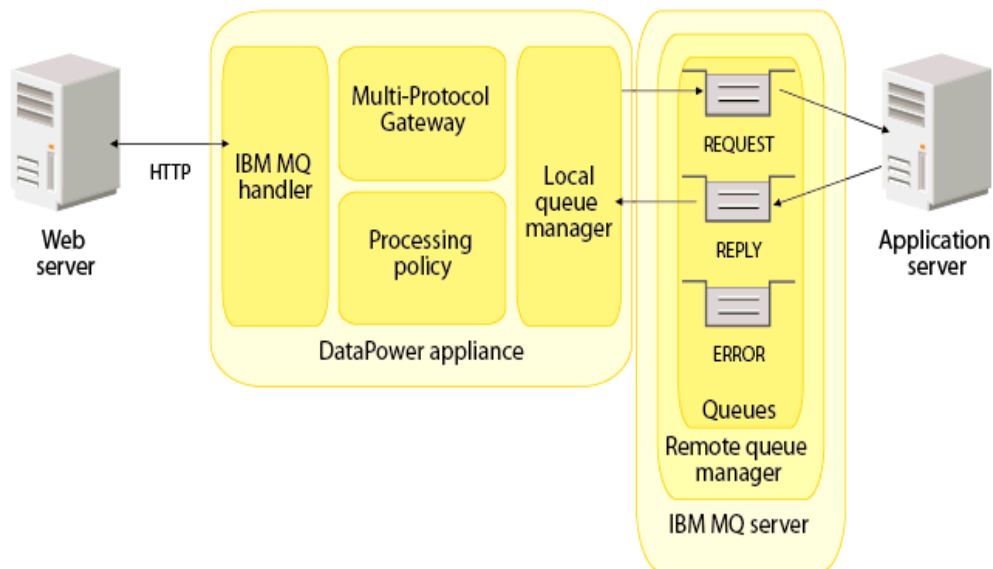 Web
server
HTTP
IBM MQ
handler
Multi-Protocol
Gateway
Processing
policy
Local
queue
manager
DataPower appliance
REQUEST
REPLY
ERROR
Queues
Remote queue
manager
IBM MQ server
Application
server